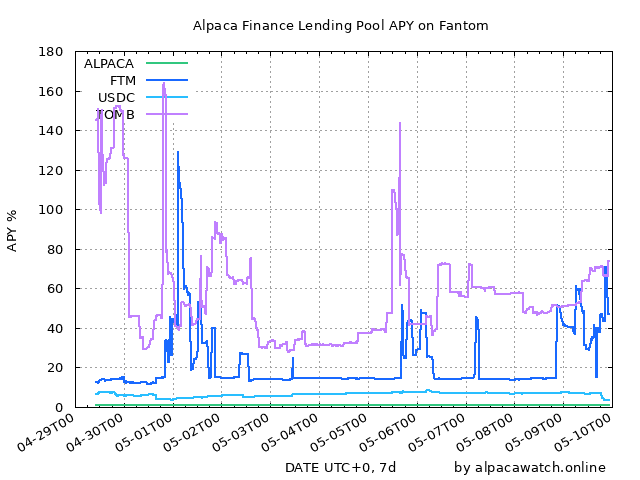 Alpaca Finance Lending Pool APY on Fantom
180
160
140
120
100
80
60
40
20
0
APY %
ALPACA
FTM
USDC
TOMB
04-29T00
04-30T00
05-01T00
05-02T00
05-03T00
05-04T00
05-05T00
05-06T00
05-07T00
05-08T00
05-09T00
05-10T00
DATE UTC+0, 7d
by alpacawatch.online